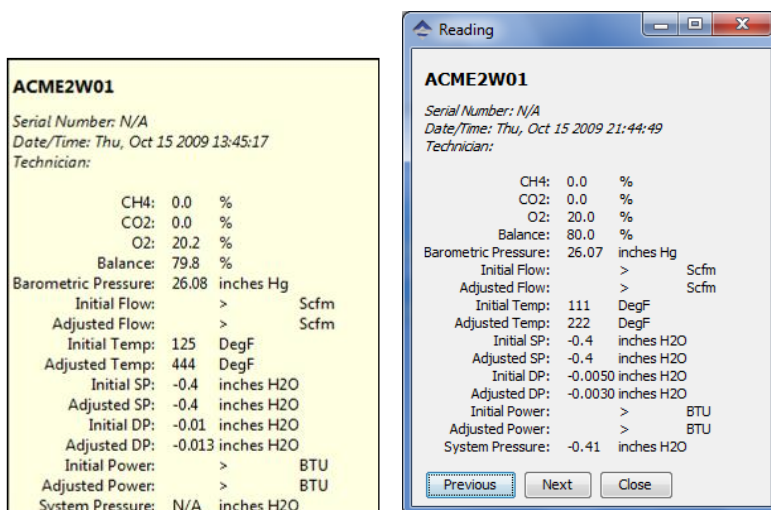 ACME2W01
Serial Number: N/A
Date/Time: Thu, Oct 15 2009 13:45:17
Technician:
CH4: 0.0 %
CO2: 0.0 %
O2: 20.2 %
Balance: 79.8 %
Barometric Pressure: 26.08 inches Hg
Initial Flow: > Scfm
Adjusted Flow: > Scfm
Initial Temp: 125 DegF
Adjusted Temp: 444 DegF
Initial SP: -0.4 inches H2O
Adjusted SP: -0.4 inches H2O
Initial DP: -0.01 inches H2O
Adjusted DP: -0.013 inches H2O
Initial Power: > BTU
Adjusted Power: > BTU
System Pressure: N/A inches H2O
Reading
ACME2W01
Serial Number: N/A
Date/Time: Thu, Oct 15 2009 21:44:49
Technician:
CH4: 0.0 %
CO2: 0.0 %
O2: 20.0 %
Balance: 80.0 %
Barometric Pressure: 26.07 inches Hg
Initial Flow: > Scfm
Adjusted Flow: > Scfm
Initial Temp: 111 DegF
Adjusted Temp: 222 DegF
Initial SP: -0.4 inches H2O
Adjusted SP: -0.4 inches H2O
Initial DP: -0.0050 inches H2O
Adjusted DP: -0.0030 inches H2O
Initial Power: > BTU
Adjusted Power: > BTU
System Pressure: -0.41 inches H2O
Previous Next Close